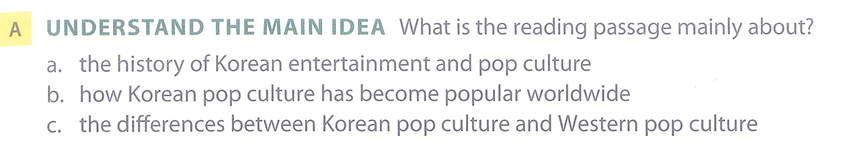 A UNDERSTAND THE MAIN IDEA What is the reading passage mainly about?
a. the history of Korean entertainment and pop culture
b. how Korean pop culture has become popular worldwide
c. the differences between Korean pop culture and Western pop culture